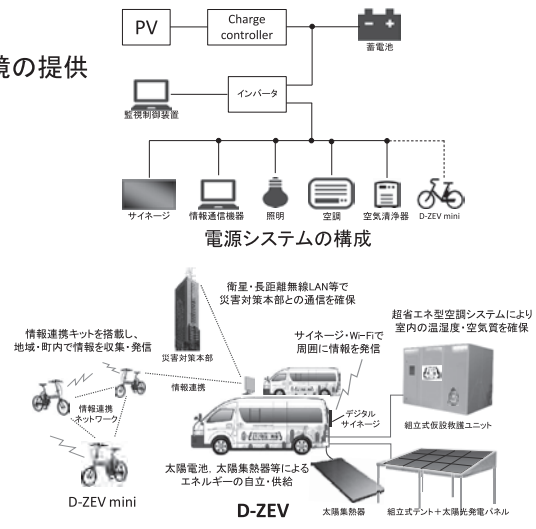 PV
Charge
controller
蓄電池
境の提供
インバータ
監視制御装置
サイネージ
情報通信機器
照明
空調
空気清浄器
D-ZEV mini
電源システムの構成
衛星・長距離無線LAN等で
災害対策本部との通信を確保
超省エネ型空調システムにより
室内の温湿度・空気質を確保
情報連携キットを搭載し、
地域・町内で情報を収集・発信
災害対策本部
サイネージ・Wi-Fiで
周囲に情報を発信
情報連携
情報連携
ネットワーク
デジタル
サイネージ
組立式仮設救護ユニット
太陽電池，太陽集熱器等による
エネルギーの自立・供給
D-ZEV mini
D-ZEV
太陽集熱器
組立式テント＋太陽光発電パネル